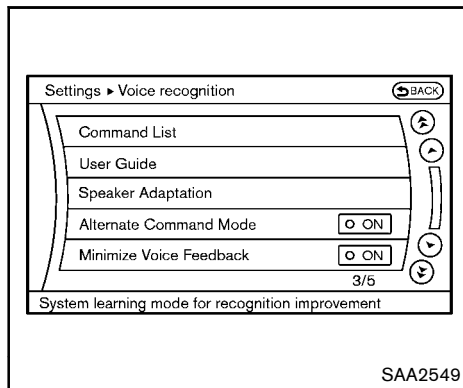 Settings ▸ Voice recognition BACK
Command List
User Guide
Speaker Adaptation
Alternate Command Mode ON
Minimize Voice Feedback ON
3/5
System learning mode for recognition improvement
SAA2549